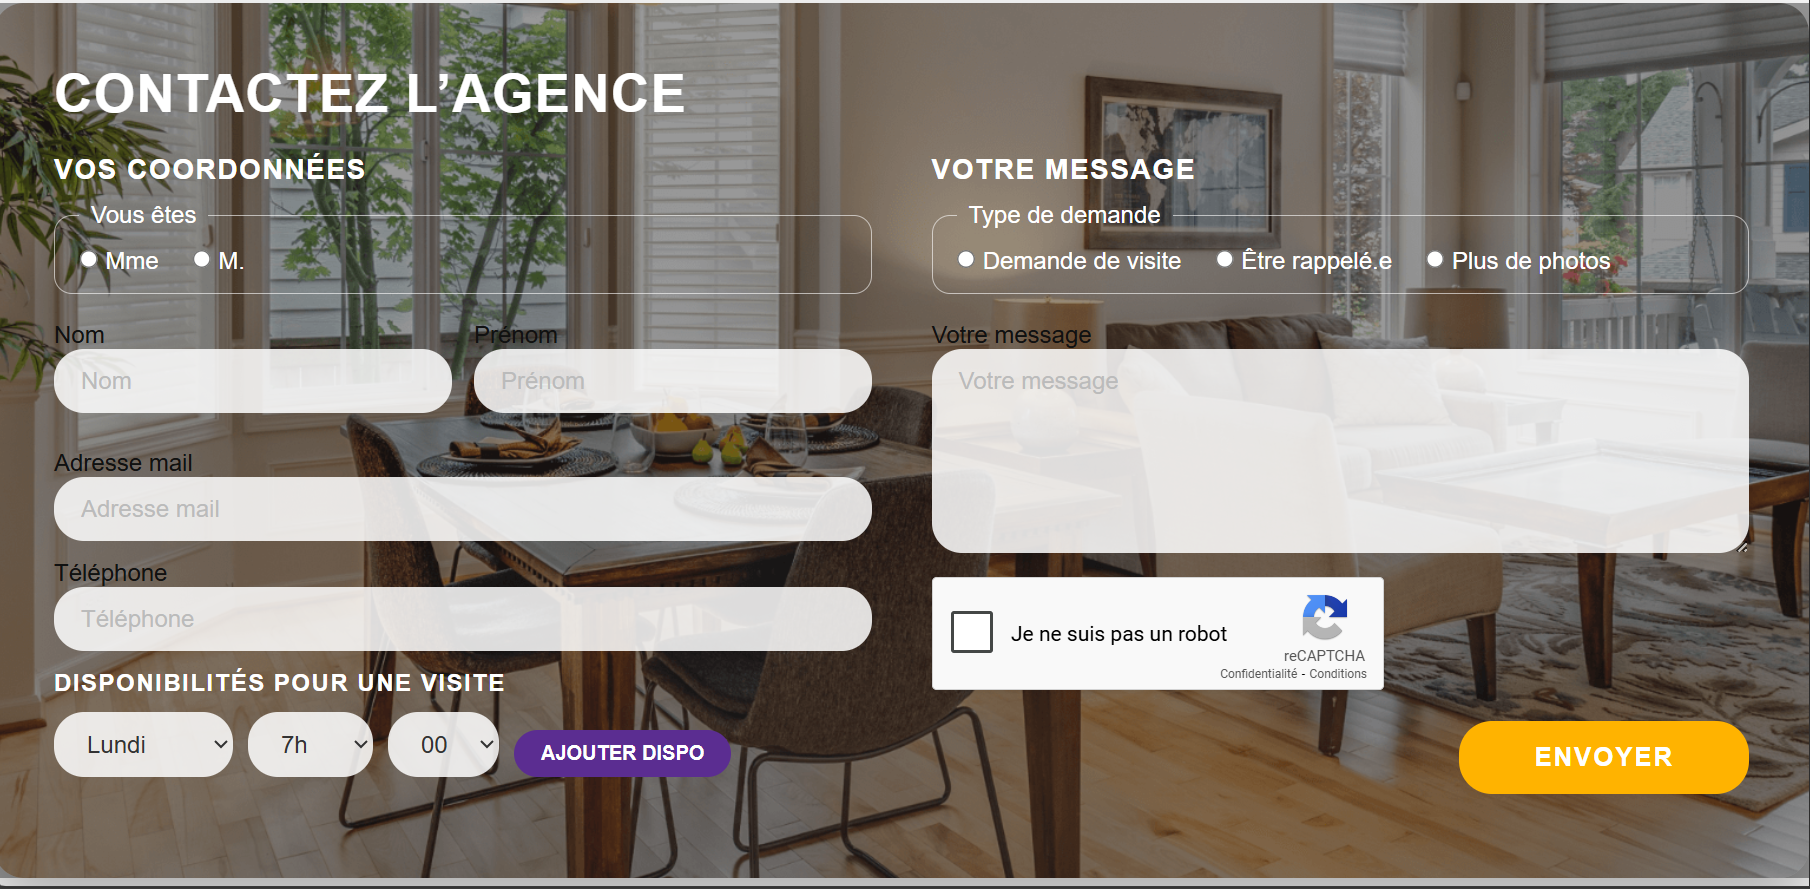 CONTACTEZ L’AGENCE
VOS COORDONNÉES
Vous êtes
Mme M.
Nom Prénom
Nom Prénom
Adresse mail
Adresse mail
Téléphone
Téléphone
DISPONIBILITÉS POUR UNE VISITE
Lundi 7h 00 AJOUTER DISPO
VOTRE MESSAGE
Type de demande
Demande de visite Être rappelé.e Plus de photos
Votre message
Votre message
Je ne suis pas un robot
reCAPTCHA
Confidentialité - Conditions
ENVOYER